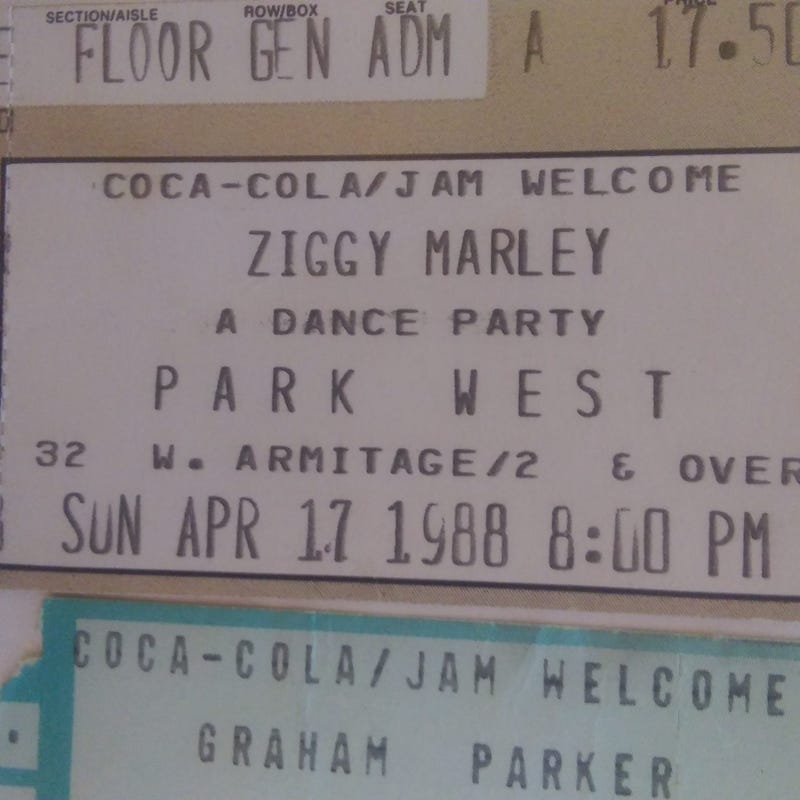 SECTION/AISLE ROW/BOX SEAT
FLOOR GEN ADM A 17.50
COCA-COLA/JAM WELCOME
ZIGGY MARLEY
A DANCE PARTY
PARK WEST
32 W. ARMITAGE/2 & OVER
SUN APR 17 1988 8:00 PM
COCA-COLA/JAM WELCOME
GRAHAM PARKER